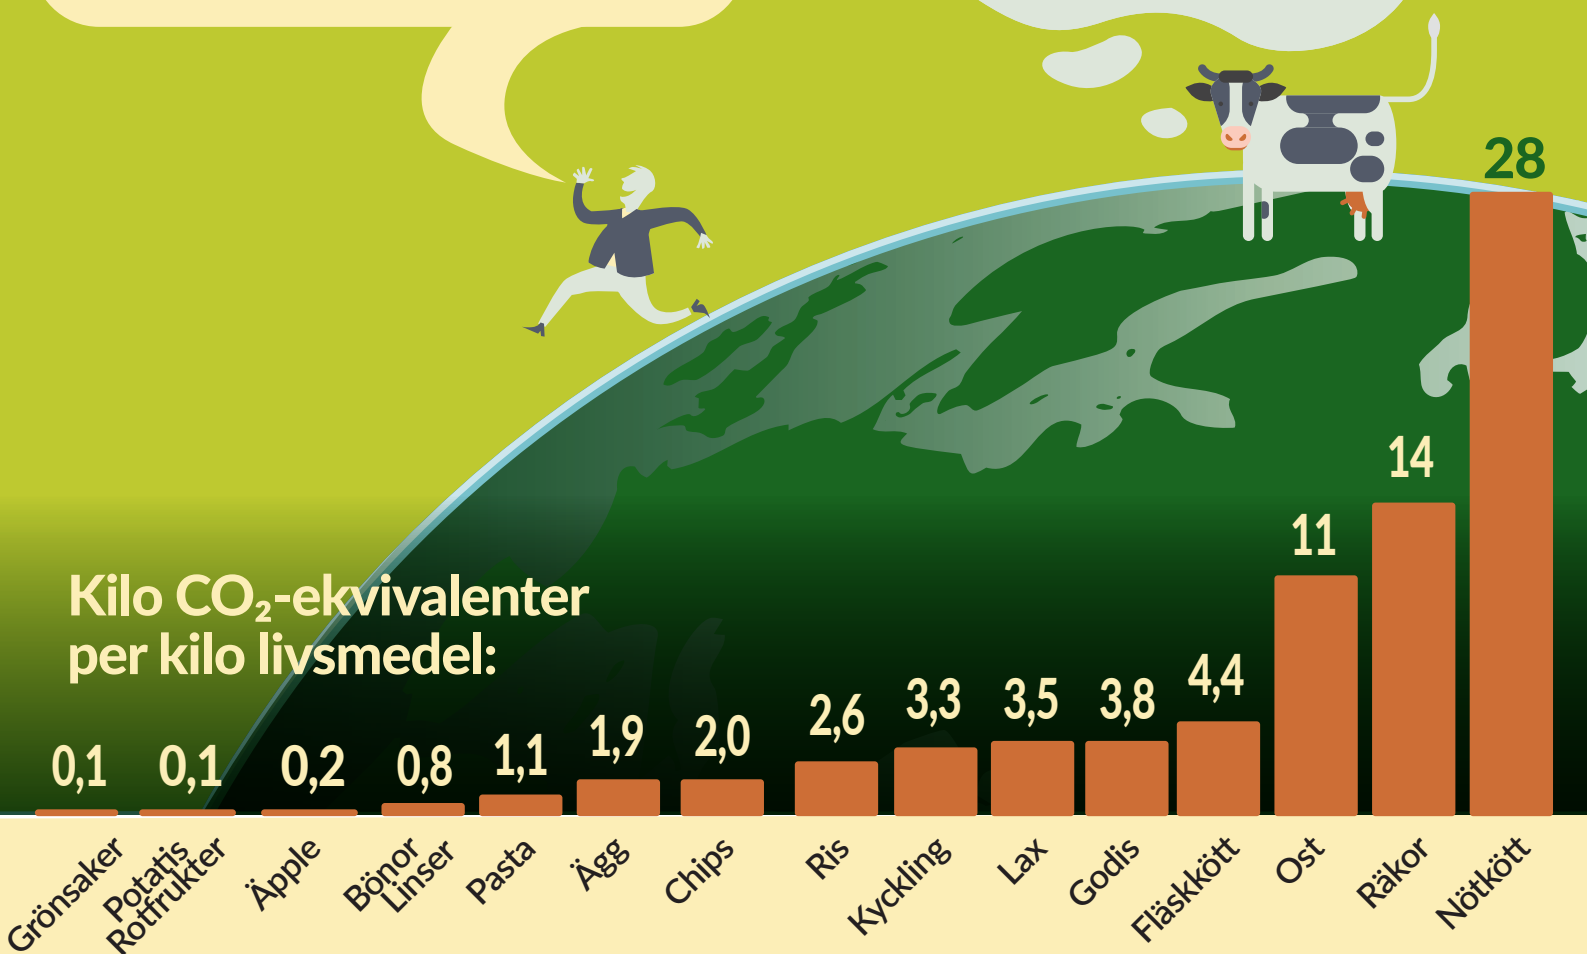 Kilo CO₂-ekvivalenter
per kilo livsmedel:
0,1
0,1
0,2
0,8
1,1
1,9
2,0
2,6
3,3
3,5
3,8
4,4
11
14
28
Grönsaker
Potatis
Rotfrukter
Äpple
Bönor
Linser
Pasta
Ägg
Chips
Ris
Kyckling
Lax
Godis
Fläskkött
Ost
Räkor
Nötkött